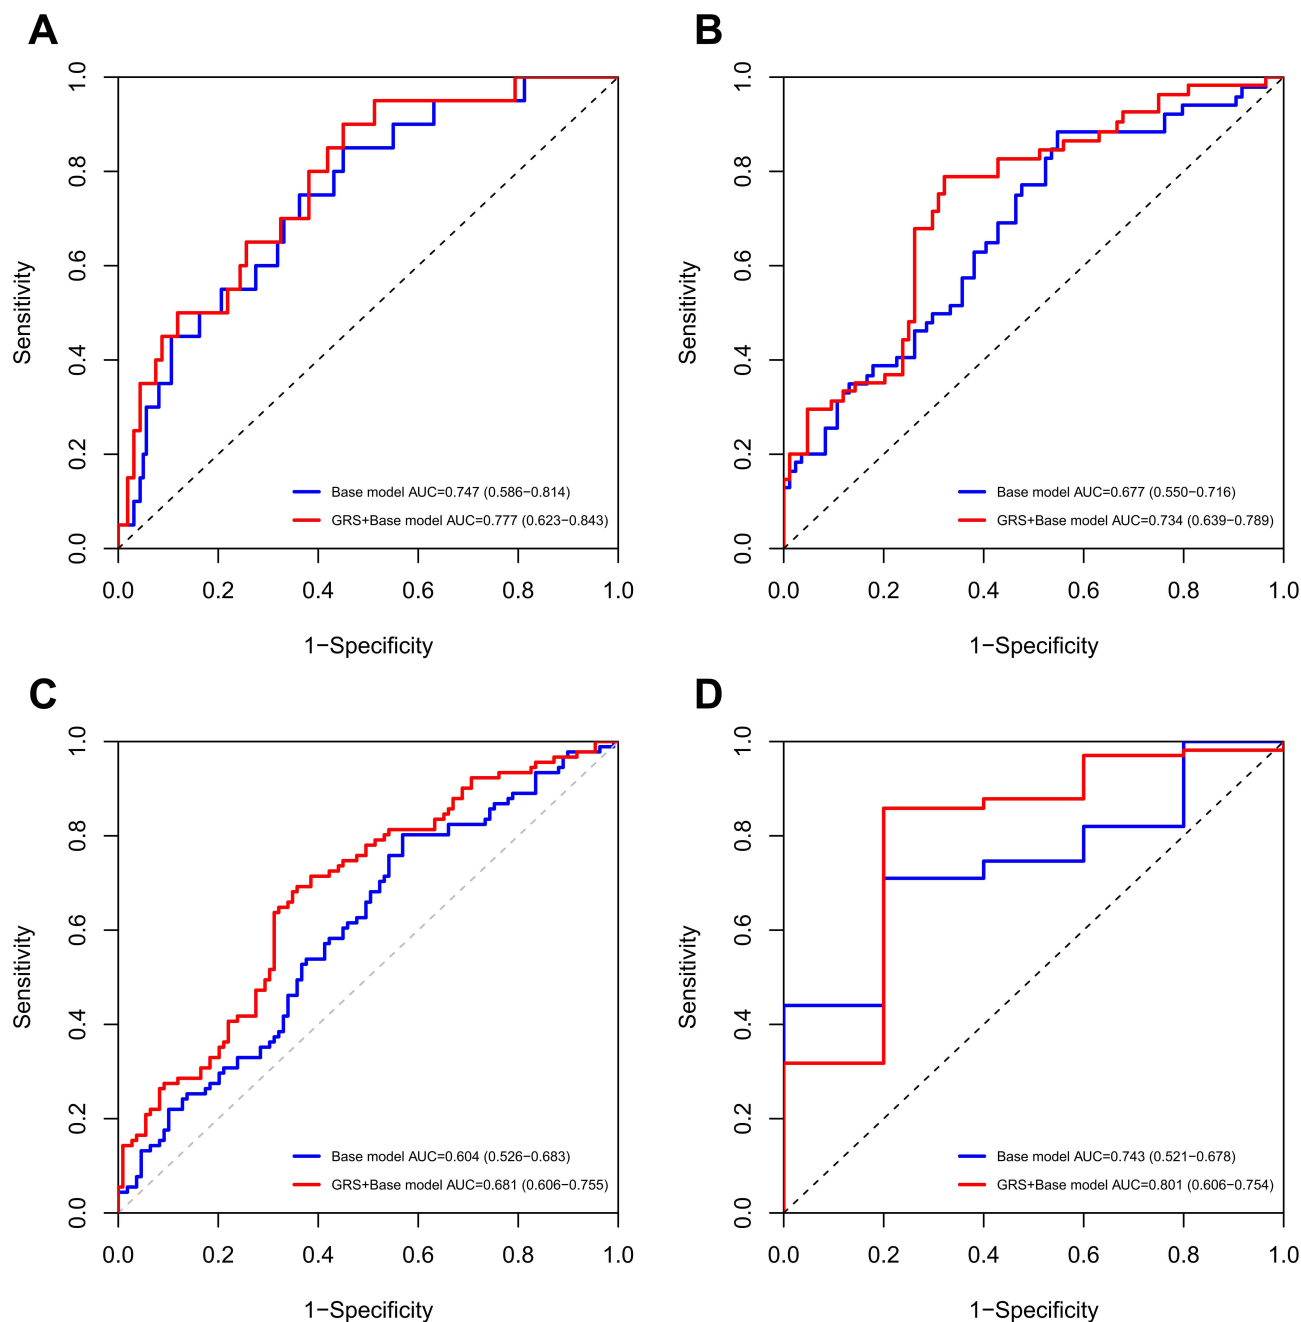 A
1.0
0.8
0.6
0.4
0.2
0.0
Sensitivity
Base model AUC=0.747 (0.586−0.814)
GRS+Base model AUC=0.777 (0.623−0.843)
0.0 0.2 0.4 0.6 0.8 1.0
1−Specificity
B
1.0
0.8
0.6
0.4
0.2
0.0
Sensitivity
Base model AUC=0.677 (0.550−0.716)
GRS+Base model AUC=0.734 (0.639−0.789)
0.0 0.2 0.4 0.6 0.8 1.0
1−Specificity
C
1.0
0.8
0.6
0.4
0.2
0.0
Sensitivity
Base model AUC=0.604 (0.526−0.683)
GRS+Base model AUC=0.681 (0.606−0.755)
0.0 0.2 0.4 0.6 0.8 1.0
1−Specificity
D
1.0
0.8
0.6
0.4
0.2
0.0
Sensitivity
Base model AUC=0.743 (0.521−0.678)
GRS+Base model AUC=0.801 (0.606−0.754)
0.0 0.2 0.4 0.6 0.8 1.0
1−Specificity